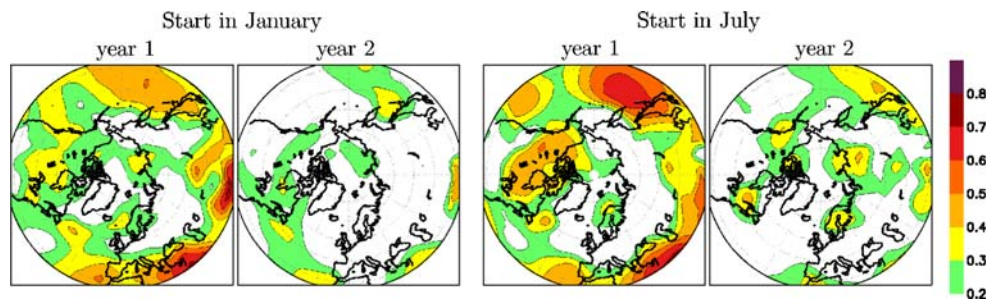 Start in January
Start in July
year 1
year 2
year 1
year 2
0.8
0.7
0.6
0.5
0.4
0.3
0.2